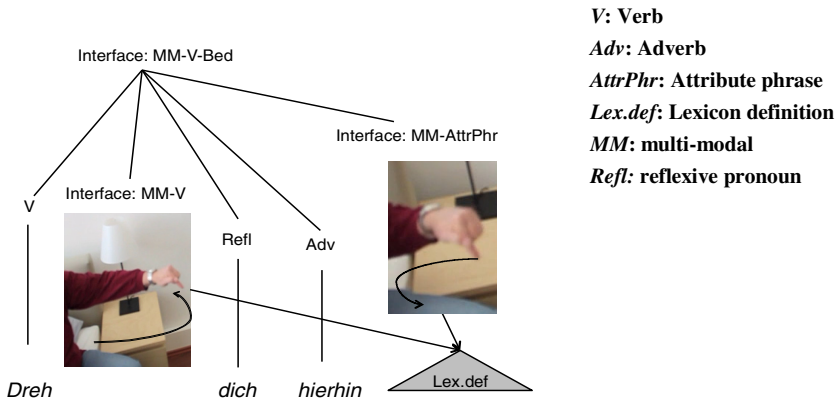 Interface: MM-V-Bed
Interface: MM-AttrPhr
V
Interface: MM-V
Refl
Adv
Dreh
dich
hierhin
Lex.def
V: Verb
Adv: Adverb
AttrPhr: Attribute phrase
Lex.def: Lexicon definition
MM: multi-modal
Refl: reflexive pronoun